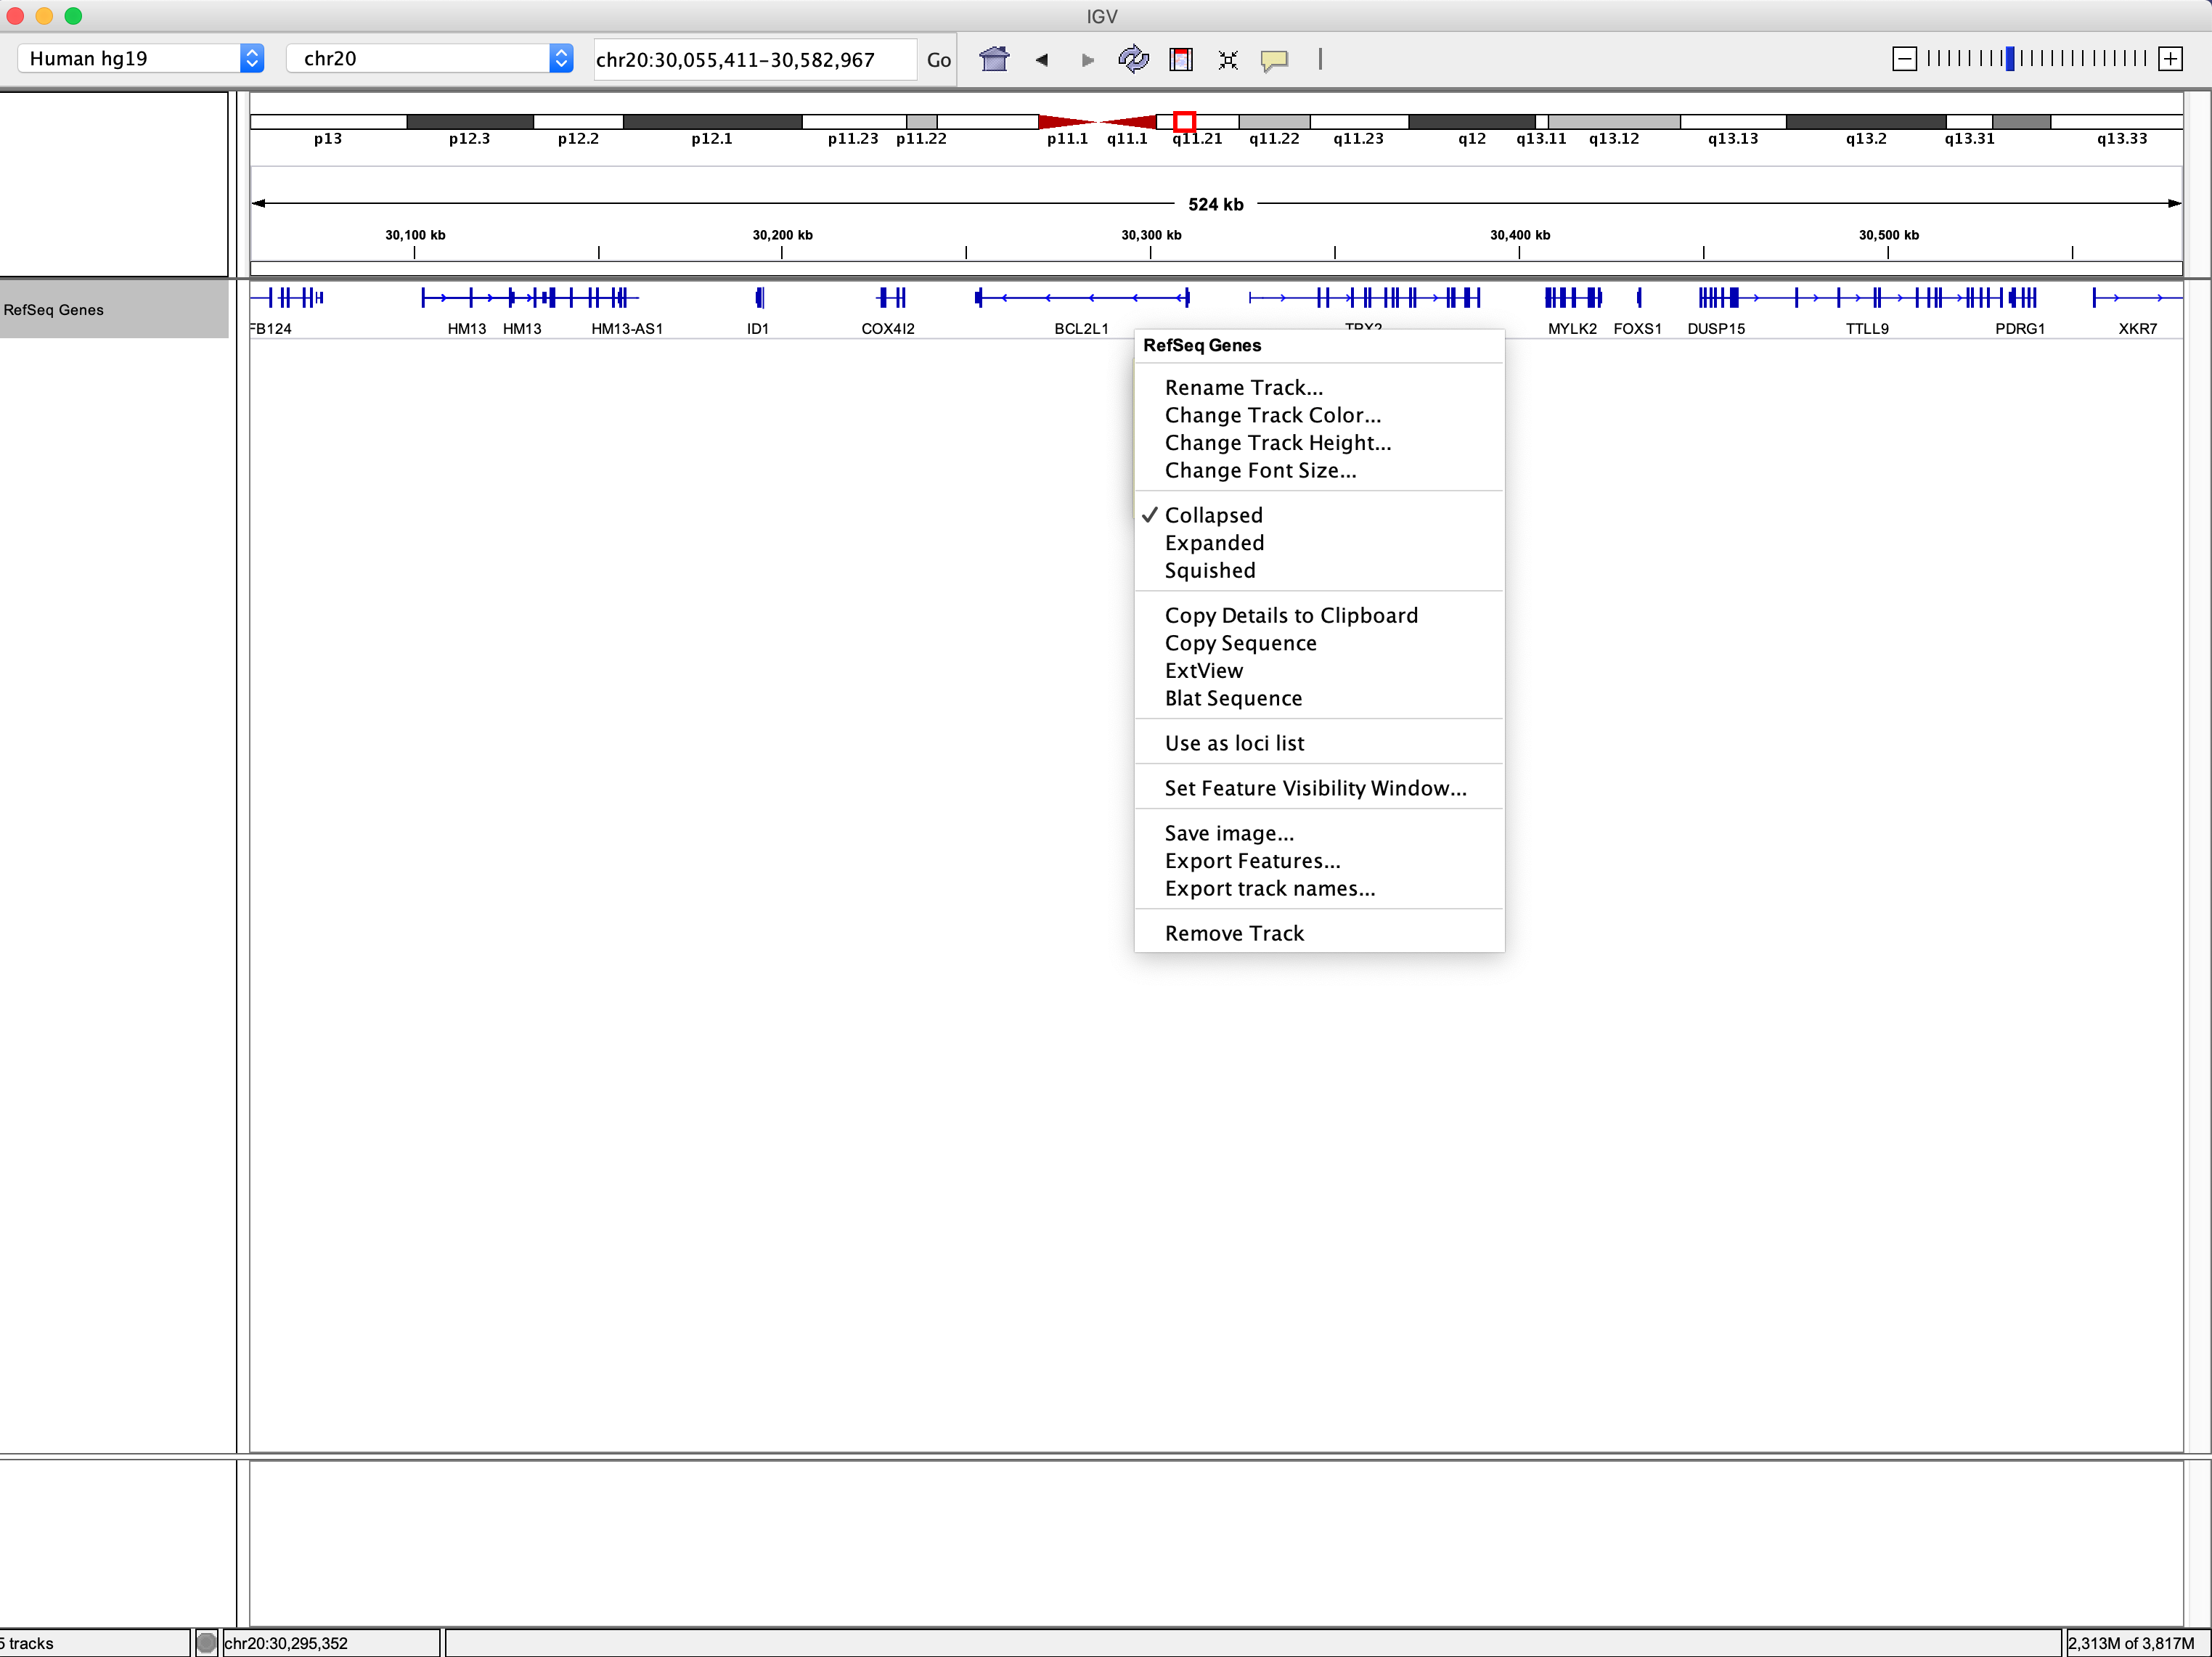 IGV
Human hg19 chr20 chr20:30,055,411-30,582,967 Go
p13 p12.3 p12.2 p12.1 p11.23 p11.22 p11.1 q11.1 q11.21 q11.22 q11.23 q12 q13.11 q13.12 q13.13 q13.2 q13.31 q13.33
524 kb
30,100 kb 30,200 kb 30,300 kb 30,400 kb 30,500 kb
RefSeq Genes
FB124 HM13 HM13 HM13-AS1 ID1 COX4I2 BCL2L1 TPX2 MYLK2 FOXS1 DUSP15 TTLL9 PDRG1 XKR7
RefSeq Genes
Rename Track...
Change Track Color...
Change Track Height...
Change Font Size...
Collapsed
Expanded
Squished
Copy Details to Clipboard
Copy Sequence
ExtView
Blat Sequence
Use as loci list
Set Feature Visibility Window...
Save image...
Export Features...
Export track names...
Remove Track
5 tracks chr20:30,295,352 2,313M of 3,817M